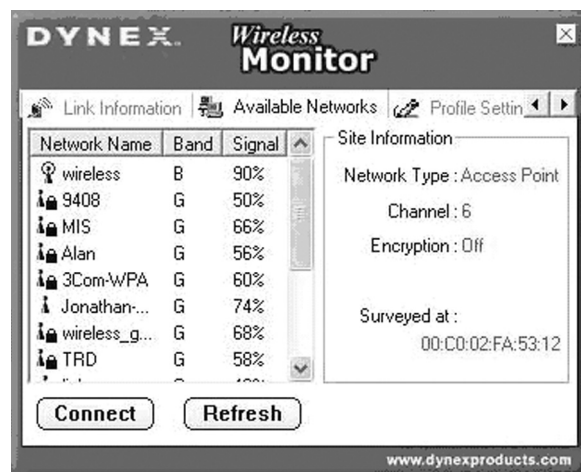 DYNEX
Wireless
Monitor
Link Information Available Networks Profile Settin
Network Name Band Signal
wireless B 90%
9408 G 50%
MIS G 66%
Alan G 56%
3Com-WPA G 60%
Jonathan-... G 74%
wireless_g... G 68%
TRD G 58%
Site Information
Network Type : Access Point
Channel : 6
Encryption : Off
Surveyed at :
00:C0:02:FA:53:12
Connect Refresh
www.dynexproducts.com